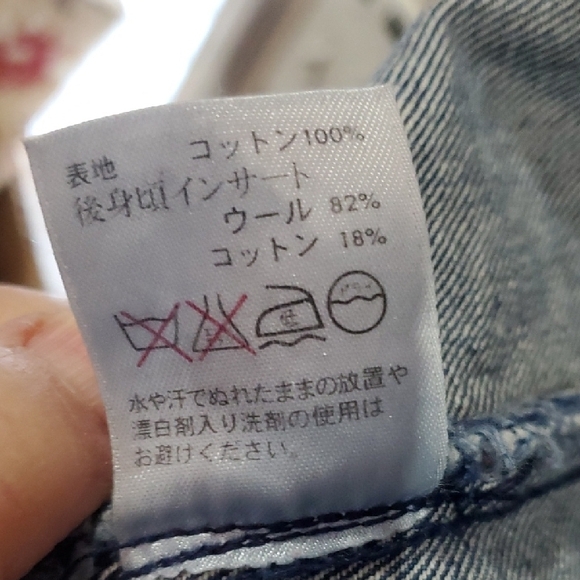 表地 コットン100%
後身頃インサート
ウール 82%
コットン 18%
低 ドライ
水や汗でぬれたままの放置や
漂白剤入り洗剤の使用は
お避けください。